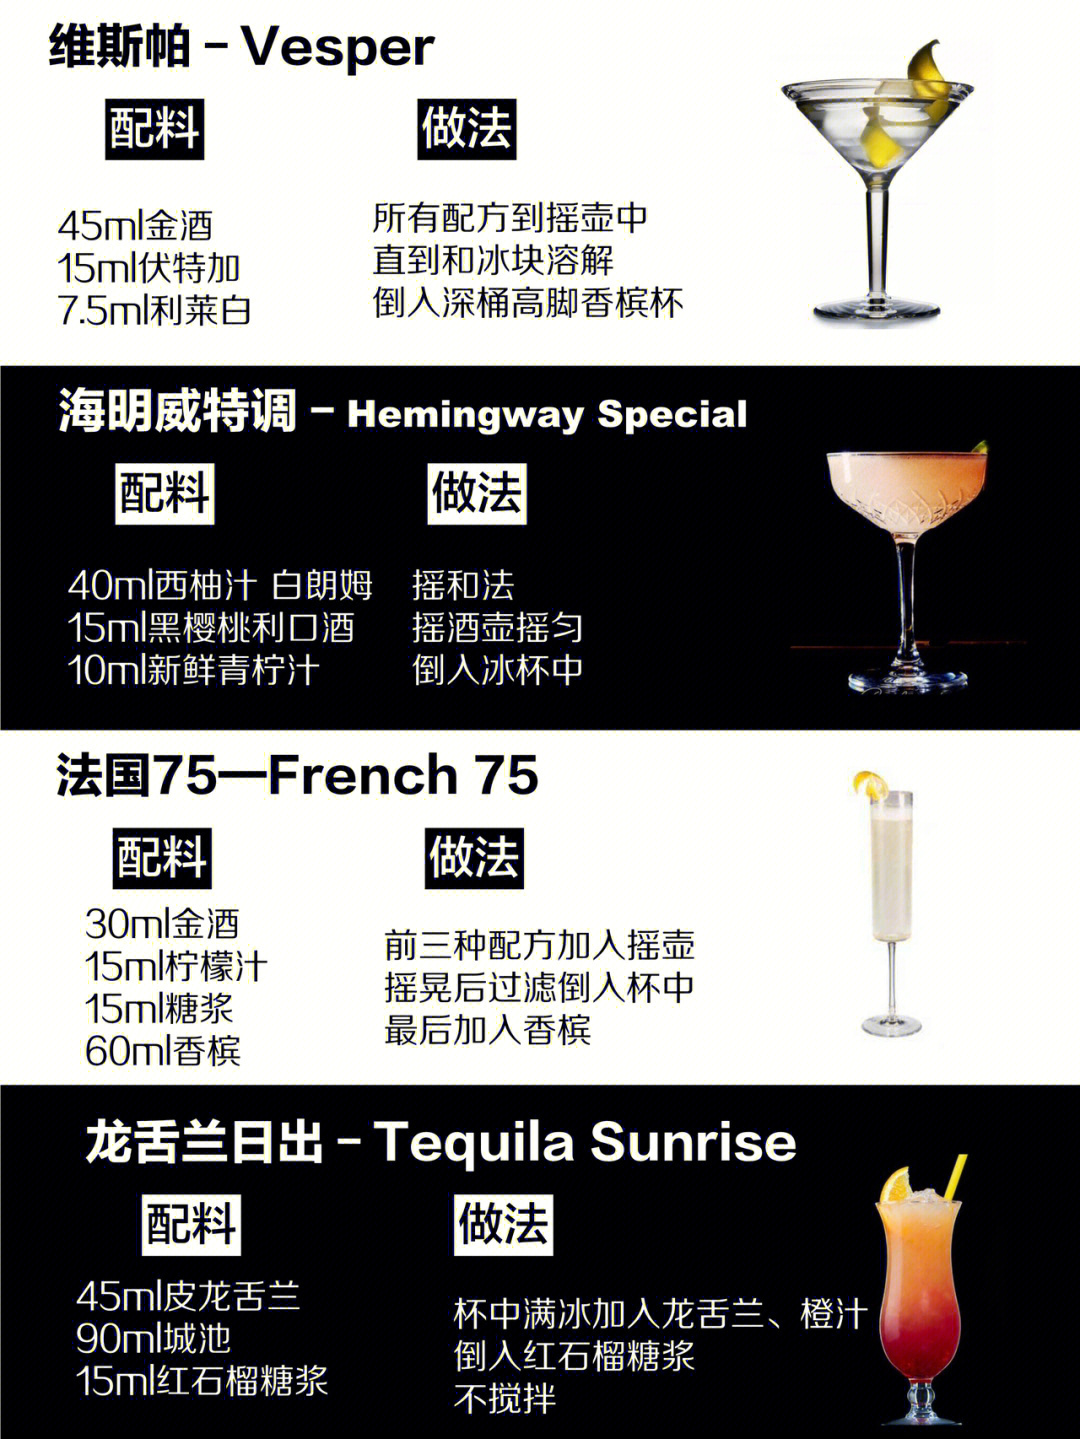 维斯帕 – Vesper
配料
做法
45ml金酒
15ml伏特加
7.5ml利莱白
所有配方到摇壶中
直到和冰块溶解
倒入深桶高脚香槟杯
海明威特调 – Hemingway Special
配料
做法
40ml西柚汁 白朗姆
15ml黑樱桃利口酒
10ml新鲜青柠汁
摇和法
摇酒壶摇匀
倒入冰杯中
法国75—French 75
配料
做法
30ml金酒
15ml柠檬汁
15ml糖浆
60ml香槟
前三种配方加入摇壶
摇晃后过滤倒入杯中
最后加入香槟
龙舌兰日出 – Tequila Sunrise
配料
做法
45ml皮龙舌兰
90ml城池
15ml红石榴糖浆
杯中满冰加入龙舌兰、橙汁
倒入红石榴糖浆
不搅拌